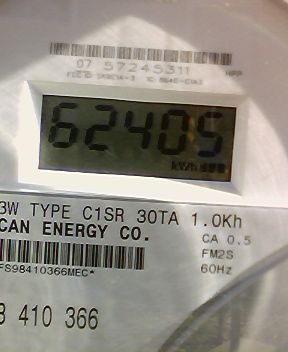 07 57245311
62405
kWh
3W TYPE C1SR 30TA 1.0Kh
CAN ENERGY CO.
CA 0.5
FM2S
60Hz
FS98410366MEC*
410 366